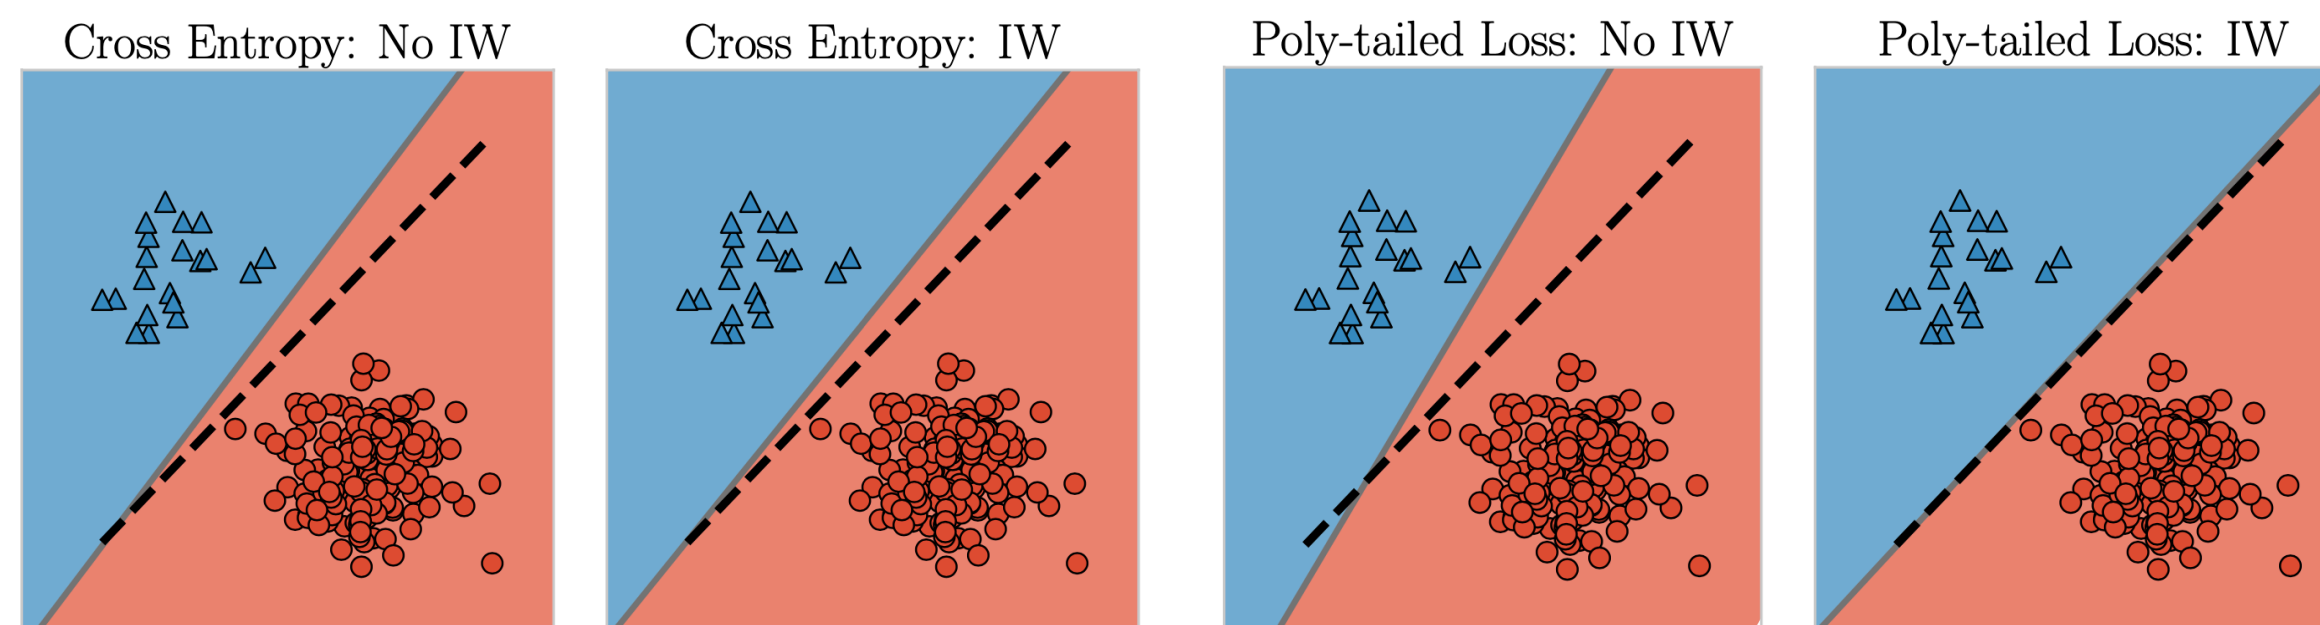 Cross Entropy: No IW
Cross Entropy: IW
Poly-tailed Loss: No IW
Poly-tailed Loss: IW